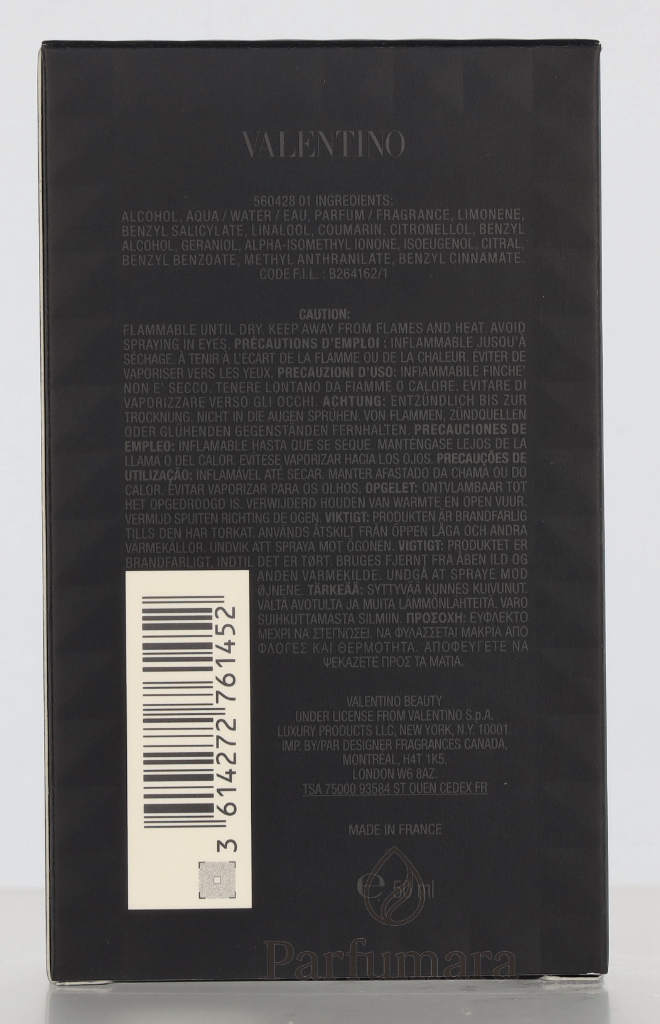 VALENTINO
560428 01 INGREDIENTS:
ALCOHOL, AQUA / WATER / EAU, PARFUM / FRAGRANCE, LIMONENE,
BENZYL SALICYLATE, LINALOOL, COUMARIN, CITRONELLOL, BENZYL
ALCOHOL, GERANIOL, ALPHA-ISOMETHYL IONONE, ISOEUGENOL, CITRAL,
BENZYL BENZOATE, METHYL ANTHRANILATE, BENZYL CINNAMATE.
CODE F.I.L. : B264162/1
CAUTION:
FLAMMABLE UNTIL DRY. KEEP AWAY FROM FLAMES AND HEAT. AVOID
SPRAYING IN EYES. PRÉCAUTIONS D'EMPLOI : INFLAMMABLE JUSQU'À
SÉCHAGE. À TENIR À L'ÉCART DE LA FLAMME OU DE LA CHALEUR. ÉVITER DE
VAPORISER VERS LES YEUX. PRECAUZIONI D'USO: INFIAMMABILE FINCHE'
NON E' SECCO. TENERE LONTANO DA FIAMME O CALORE. EVITARE DI
VAPORIZZARE VERSO GLI OCCHI. ACHTUNG: ENTZÜNDLICH BIS ZUR
TROCKNUNG. NICHT IN DIE AUGEN SPRÜHEN. VON FLAMMEN, ZÜNDQUELLEN
ODER GLÜHENDEN GEGENSTÄNDEN FERNHALTEN. PRECAUCIONES DE
EMPLEO: INFLAMABLE HASTA QUE SE SEQUE. MANTÉNGASE LEJOS DE LA
LLAMA O DEL CALOR. EVÍTESE VAPORIZAR HACIA LOS OJOS. PRECAUÇÕES DE
UTILIZAÇÃO: INFLAMÁVEL ATÉ SECAR. MANTER AFASTADO DA CHAMA OU DO
CALOR. EVITAR VAPORIZAR PARA OS OLHOS. OPGELET: ONTVLAMBAAR TOT
HET OPGEDROOGD IS. VERWIJDERD HOUDEN VAN WARMTE EN OPEN VUUR.
VERMIJD SPUITEN RICHTING DE OGEN. VIKTIGT: PRODUKTEN ÄR BRANDFARLIG
TILLS DEN HAR TORKAT. ANVÄNDS ÅTSKILT FRÅN ÖPPEN LÅGA OCH ANDRA
VÄRMEKÄLLOR. UNDVIK ATT SPRAYA MOT ÖGONEN. VIGTIGT: PRODUKTET ER
BRANDFARLIGT, INDTIL DET ER TØRT. BRUGES FJERNT FRA ÅBEN ILD OG
ANDEN VARMEKILDE. UNDGÅ AT SPRAYE MOD
ØJNENE. TÄRKEÄÄ: SYTTYVÄÄ KUNNES KUIVUNUT.
VÄLTÄ AVOTULTA JA MUITA LÄMMÖNLÄHTEITÄ. VARO
SUIHKUTTAMASTA SILMIIN. ΠΡΟΣΟΧΗ: ΕΥΦΛΕΚΤΟ
ΜΕΧΡΙ ΝΑ ΣΤΕΓΝΩΣΕΙ. ΝΑ ΦΥΛΑΣΣΕΤΑΙ ΜΑΚΡΙΑ ΑΠΟ
ΦΛΟΓΕΣ ΚΑΙ ΘΕΡΜΟΤΗΤΑ. ΑΠΟΦΕΥΓΕΤΕ ΝΑ
ΨΕΚΑΖΕΤΕ ΠΡΟΣ ΤΑ ΜΑΤΙΑ.
3 614272 761452
VALENTINO BEAUTY
UNDER LICENSE FROM VALENTINO S.p.A.
LUXURY PRODUCTS LLC, NEW YORK, N.Y. 10001
IMP. BY/PAR DESIGNER FRAGRANCES CANADA,
MONTRÉAL, H4T 1K5.
LONDON W6 8AZ.
TSA 75000 93584 ST OUEN CEDEX FR
MADE IN FRANCE
℮ 50 ml
Parfumara